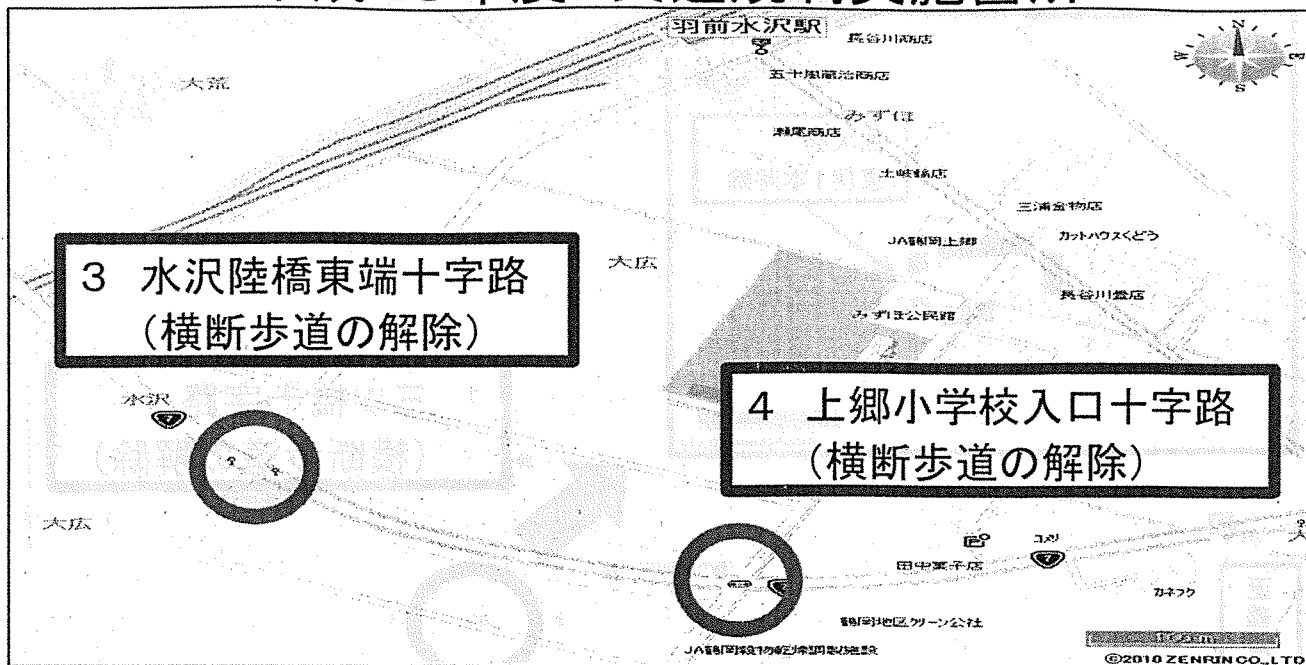 羽前水沢駅
長谷川商店
五十嵐蔵治商店
大荒
みずほ
瀬尾商店
土岐輪店
三浦金物店
JA鶴岡上郷
カットハウスくどう
大広
長谷川畳店
みずほ公民館
3 水沢陸橋東端十字路
(横断歩道の解除)
水沢
7
4 上郷小学校入口十字路
(横断歩道の解除)
大広
コメリ
7
田中菓子店
カネフク
鶴岡地区クリーン公社
JA鶴岡穀物乾燥調製施設
©2010 ZENRIN CO., LTD
N
W
E
S